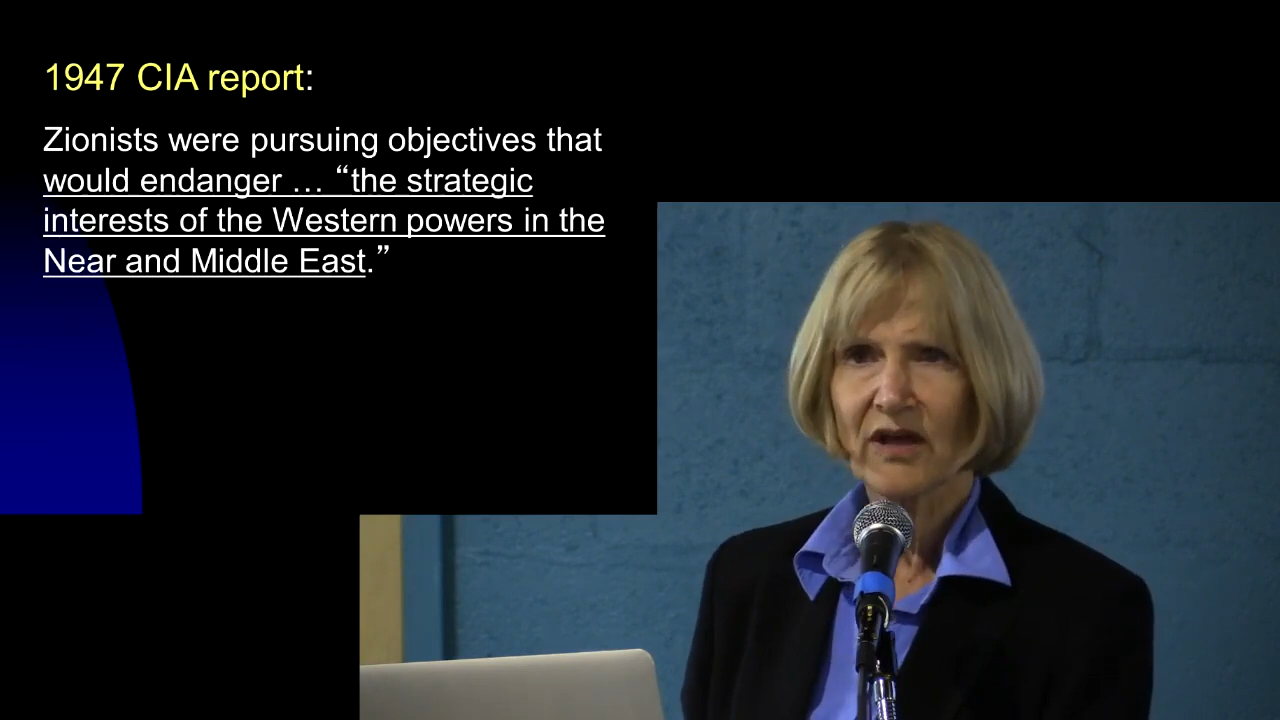 1947 CIA report:
Zionists were pursuing objectives that
would endanger … “the strategic
interests of the Western powers in the
Near and Middle East.”